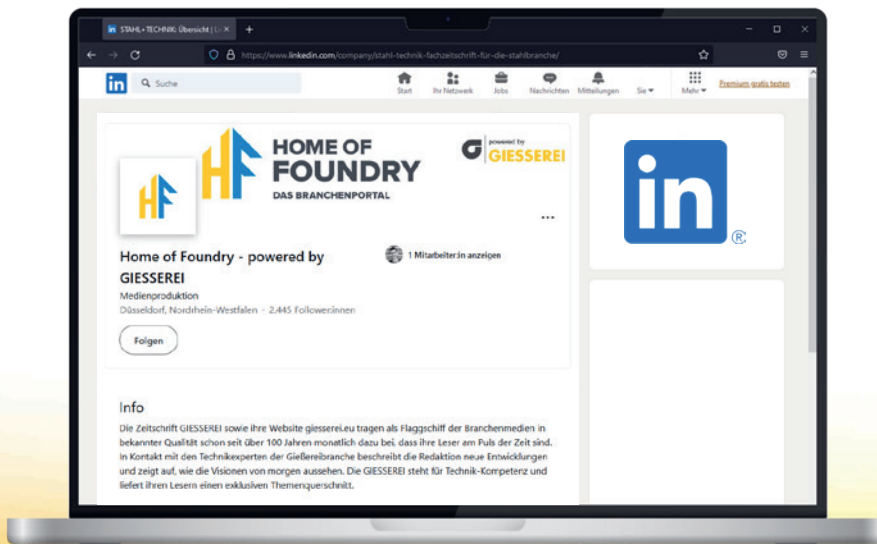 in STAHL+TECHNIK: Übersicht | Li
https://www.linkedin.com/company/stahl-technik-fachzeitschrift-für-die-stahlbranche/
in Suche Start Ihr Netzwerk Jobs Nachrichten Mitteilungen Sie Mehr Premium gratis testen
HF HOME OF
FOUNDRY
DAS BRANCHENPORTAL
powered by
GIESSEREI
HF
in ®
Home of Foundry - powered by
GIESSEREI
1 Mitarbeiter:in anzeigen
Medienproduktion
Düsseldorf, Nordrhein-Westfalen · 2.445 Follower:innen
Folgen
Info
Die Zeitschrift GIESSEREI sowie ihre Website giesserei.eu tragen als Flaggschiff der Branchenmedien in
bekannter Qualität schon seit über 100 Jahren monatlich dazu bei, dass ihre Leser am Puls der Zeit sind.
In Kontakt mit den Technikexperten der Gießereibranche beschreibt die Redaktion neue Entwicklungen
und zeigt auf, wie die Visionen von morgen aussehen. Die GIESSEREI steht für Technik-Kompetenz und
liefert ihren Lesern einen exklusiven Themenquerschnitt.